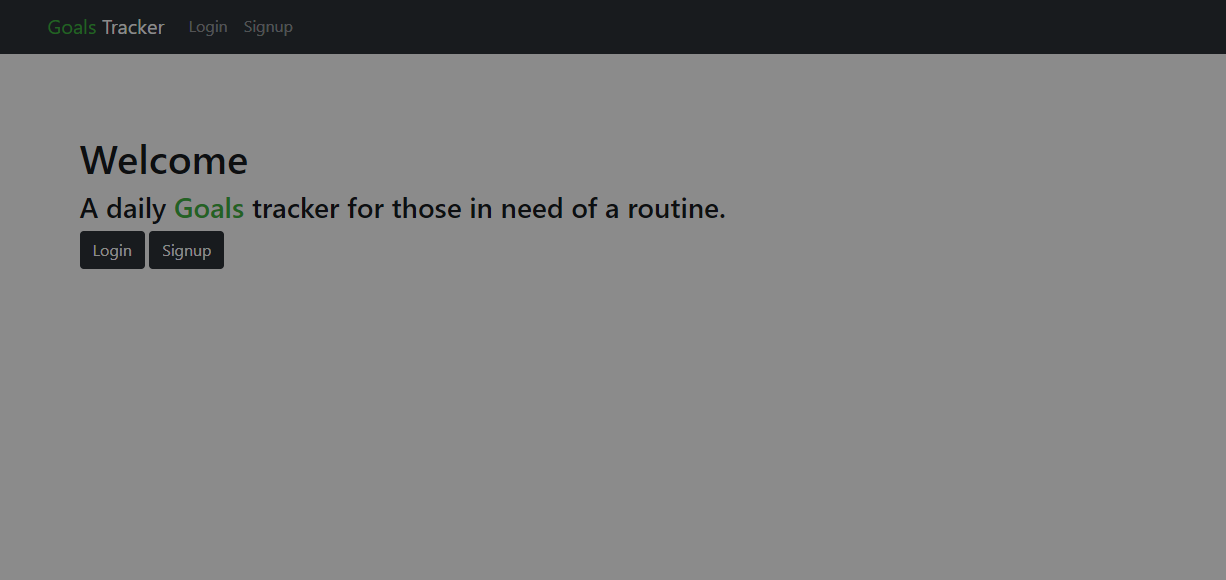 Goals Tracker Login Signup
Welcome
A daily Goals tracker for those in need of a routine.
Login Signup